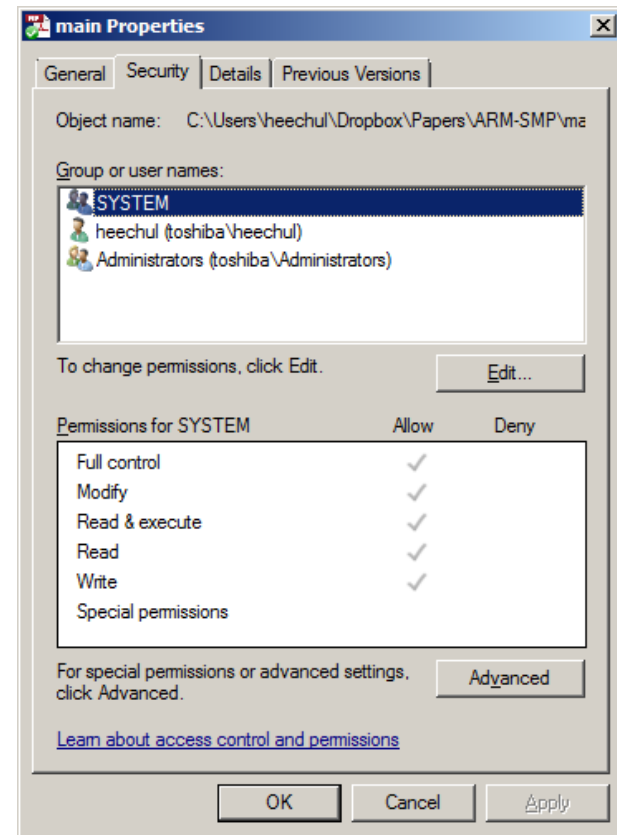 main Properties
General Security Details Previous Versions
Object name: C:\Users\heechul\Dropbox\Papers\ARM-SMP\ma
Group or user names:
SYSTEM
heechul (toshiba\heechul)
Administrators (toshiba\Administrators)
To change permissions, click Edit.
Edit...
Permissions for SYSTEM Allow Deny
Full control
Modify
Read & execute
Read
Write
Special permissions
For special permissions or advanced settings,
click Advanced.
Advanced
Learn about access control and permissions
OK Cancel Apply